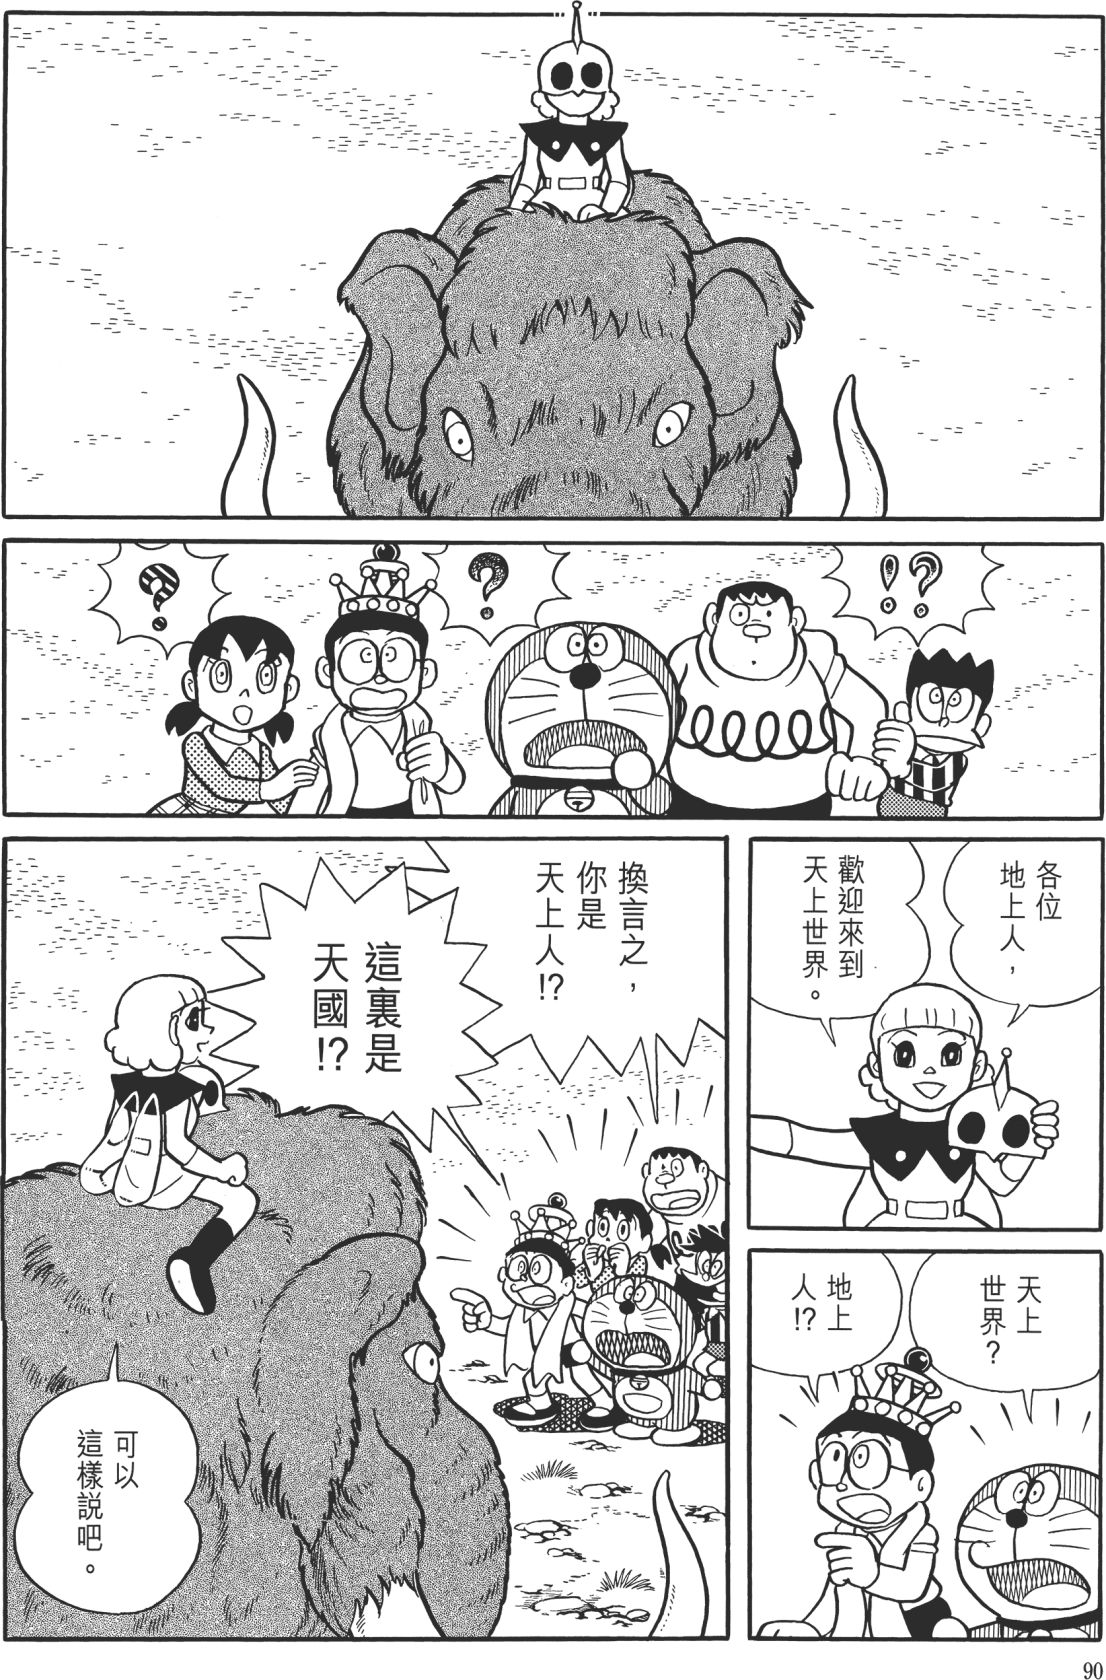 ?
?
!?
各位
地上人，
歡迎來到
天上世界。
天上
世界？
地上
人!?
換言之，
你是
天上人!?
這裏是
天國!?
可以
這樣說吧。
90